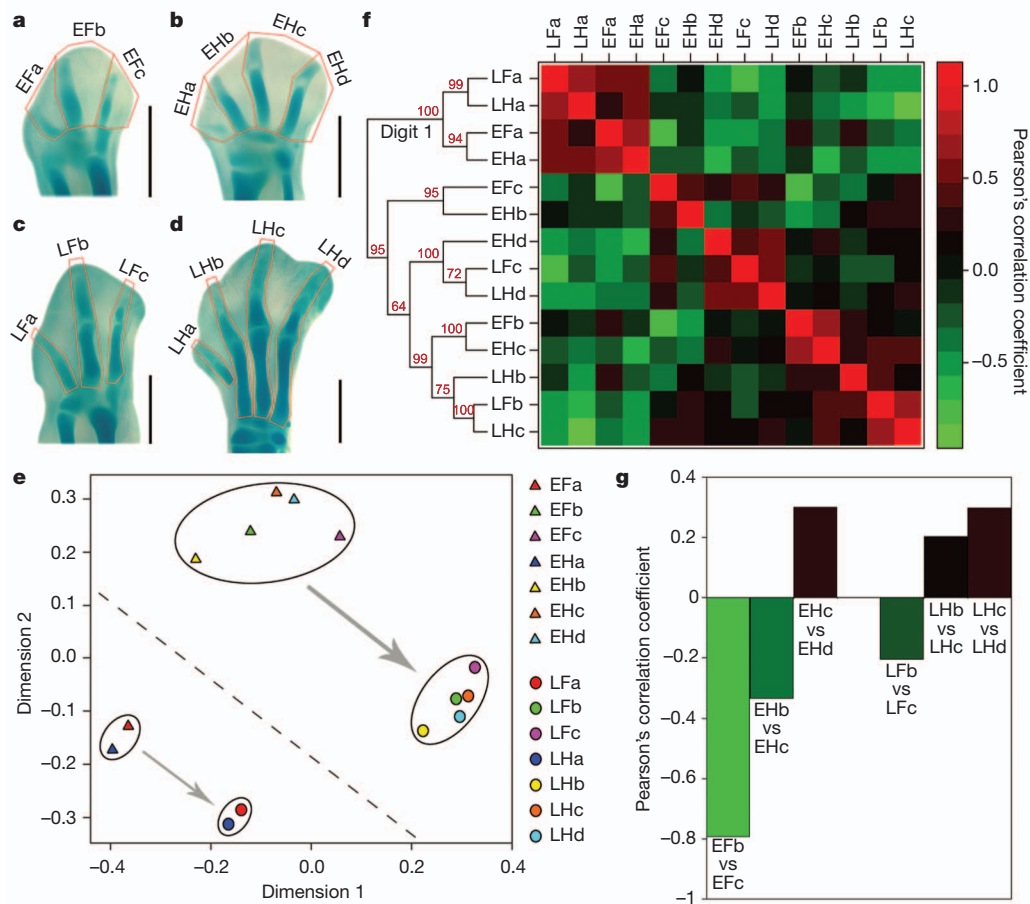 a
EFa
EFb
EFc
b
EHa
EHb
EHc
EHd
c
LFa
LFb
LFc
d
LHa
LHb
LHc
LHd
f
LFa
LHa
EFa
EHa
EFc
EHb
EHd
LFc
LHd
EFb
EHc
LHb
LFb
LHc
LFa
LHa
EFa
EHa
EFc
EHb
EHd
LFc
LHd
EFb
EHc
LHb
LFb
LHc
99
100
Digit 1
94
95
95
100
72
64
100
99
75
100
1.0
0.5
0.0
−0.5
Pearson's correlation coefficient
e
0.3
0.2
0.1
0.0
−0.1
−0.2
−0.3
Dimension 2
−0.4
−0.2
0.0
0.2
0.4
Dimension 1
EFa
EFb
EFc
EHa
EHb
EHc
EHd
LFa
LFb
LFc
LHa
LHb
LHc
LHd
g
0.4
0.2
0
−0.2
−0.4
−0.6
−0.8
−1
Pearson's correlation coefficient
EFb
vs
EFc
EHb
vs
EHc
EHc
vs
EHd
LFb
vs
LFc
LHb
vs
LHc
LHc
vs
LHd